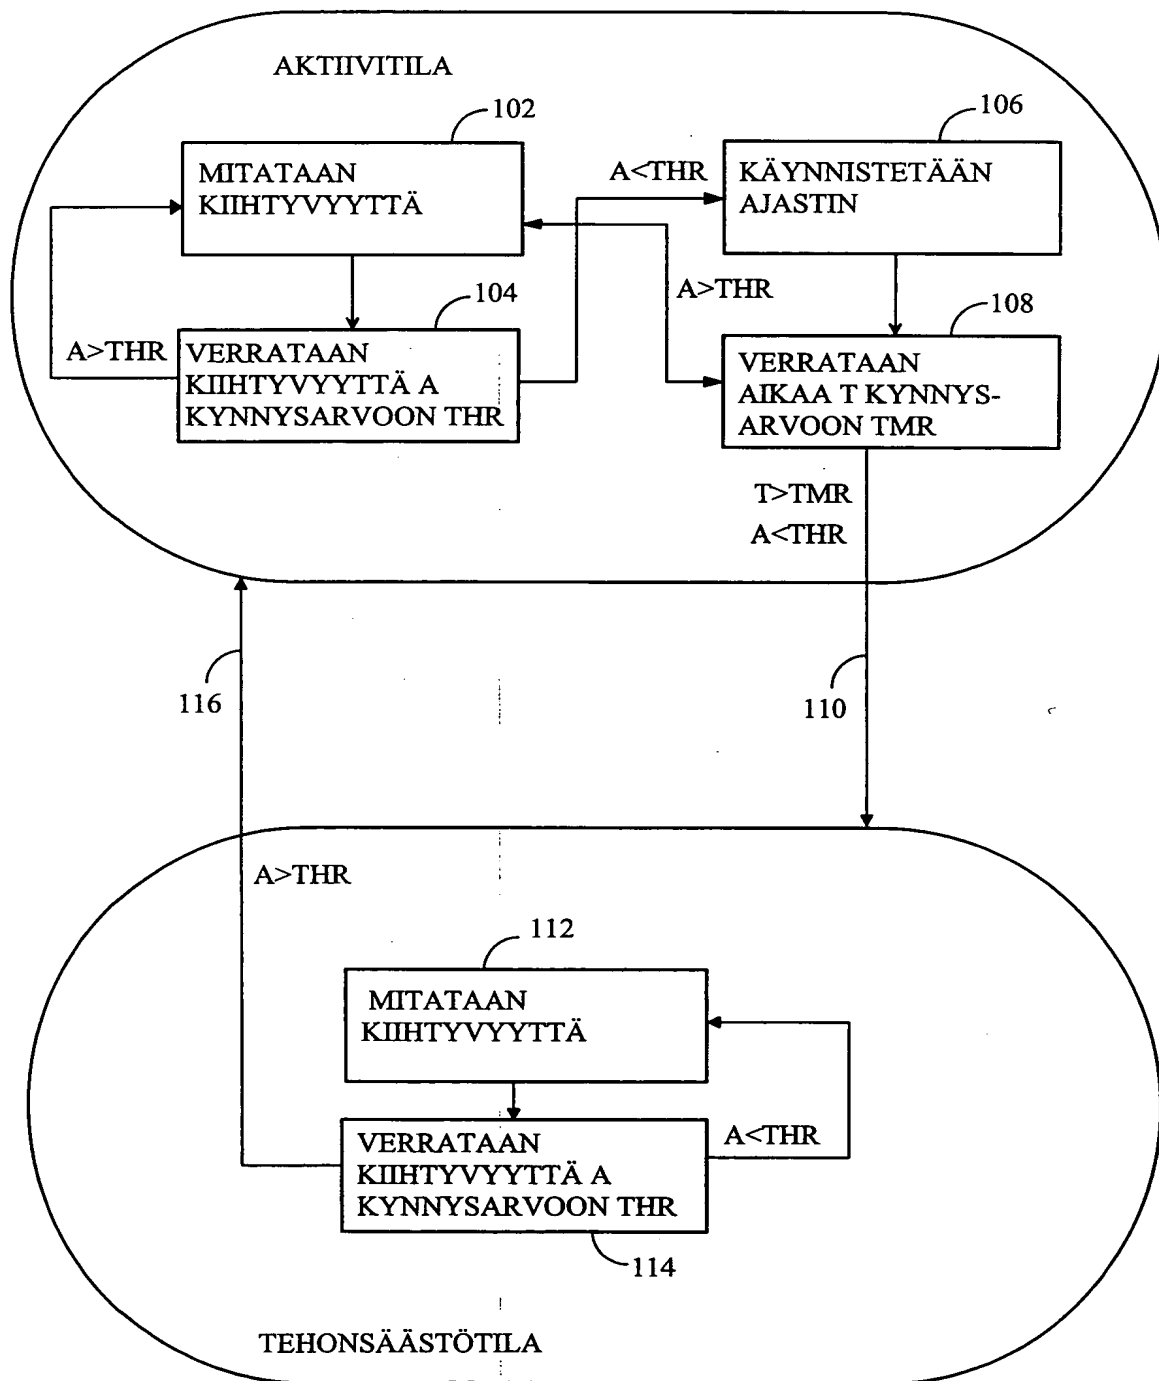 AKTIIVITILA
102
MITATAAN
KIIHTYVYYTTÄ
106
KÄYNNISTETÄÄN
AJASTIN
A<THR
A>THR
104
VERRATAAN
KIIHTYVYYTTÄ A
KYNNYSARVOON THR
A>THR
108
VERRATAAN
AIKAA T KYNNYS-
ARVOON TMR
T>TMR
A<THR
116
110
A>THR
112
MITATAAN
KIIHTYVYYTTÄ
VERRATAAN
KIIHTYVYYTTÄ A
KYNNYSARVOON THR
A<THR
114
TEHONSÄÄSTÖTILA